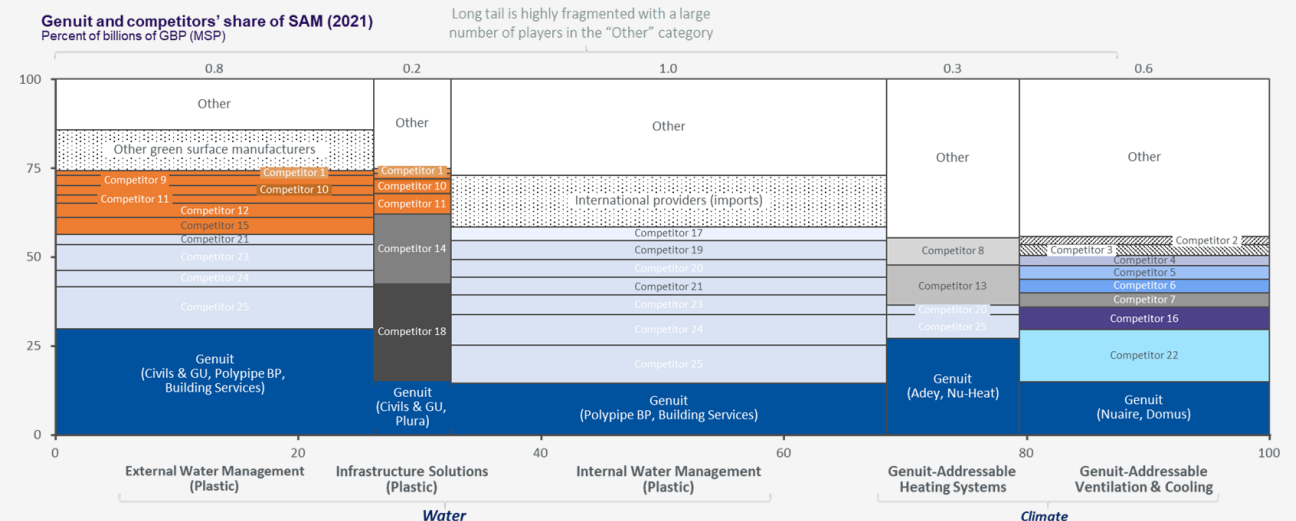 Genuit and competitors' share of SAM (2021)
Percent of billions of GBP (MSP)
Long tail is highly fragmented with a large
number of players in the "Other" category
0.8
0.2
1.0
0.3
0.6
100
75
50
25
0
Other
Other green surface manufacturers
Competitor 1
Competitor 9
Competitor 10
Competitor 11
Competitor 12
Competitor 15
Competitor 21
Competitor 23
Competitor 24
Competitor 25
Genuit
(Civils & GU, Polypipe BP,
Building Services)
Other
Competitor 1
Competitor 10
Competitor 11
Competitor 14
Competitor 18
Genuit
(Civils & GU,
Plura)
Other
International providers (imports)
Competitor 17
Competitor 19
Competitor 20
Competitor 21
Competitor 23
Competitor 24
Competitor 25
Genuit
(Polypipe BP, Building Services)
Other
Competitor 8
Competitor 13
Competitor 20
Competitor 25
Genuit
(Adey, Nu-Heat)
Other
Competitor 2
Competitor 3
Competitor 4
Competitor 5
Competitor 6
Competitor 7
Competitor 16
Competitor 22
Genuit
(Nuaire, Domus)
0
20
40
60
80
100
External Water Management
(Plastic)
Infrastructure Solutions
(Plastic)
Internal Water Management
(Plastic)
Genuit-Addressable
Heating Systems
Genuit-Addressable
Ventilation & Cooling
Water
Climate